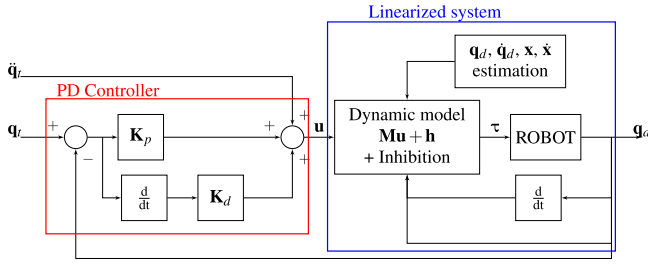 Linearized system
q̈_t
PD Controller
q_t
+
−
K_p
d/dt
K_d
+
+
+
u
q_d, q̇_d, x, ẋ
estimation
Dynamic model
Mu + h
+ Inhibition
τ
ROBOT
d/dt
q_a